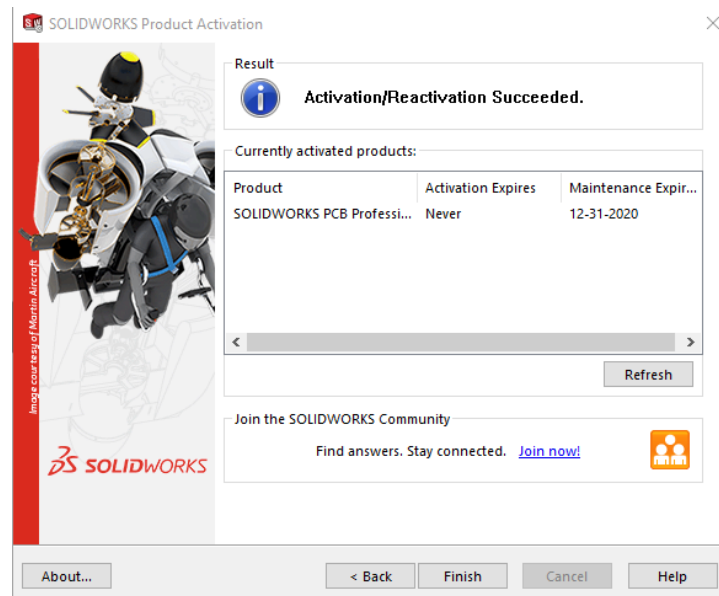 SOLIDWORKS Product Activation
Result
Activation/Reactivation Succeeded.
Currently activated products:
Product Activation Expires Maintenance Expir...
SOLIDWORKS PCB Professi... Never 12-31-2020
Refresh
Join the SOLIDWORKS Community
Find answers. Stay connected. Join now!
Image courtesy of Martin Aircraft
SOLIDWORKS
About... < Back Finish Cancel Help